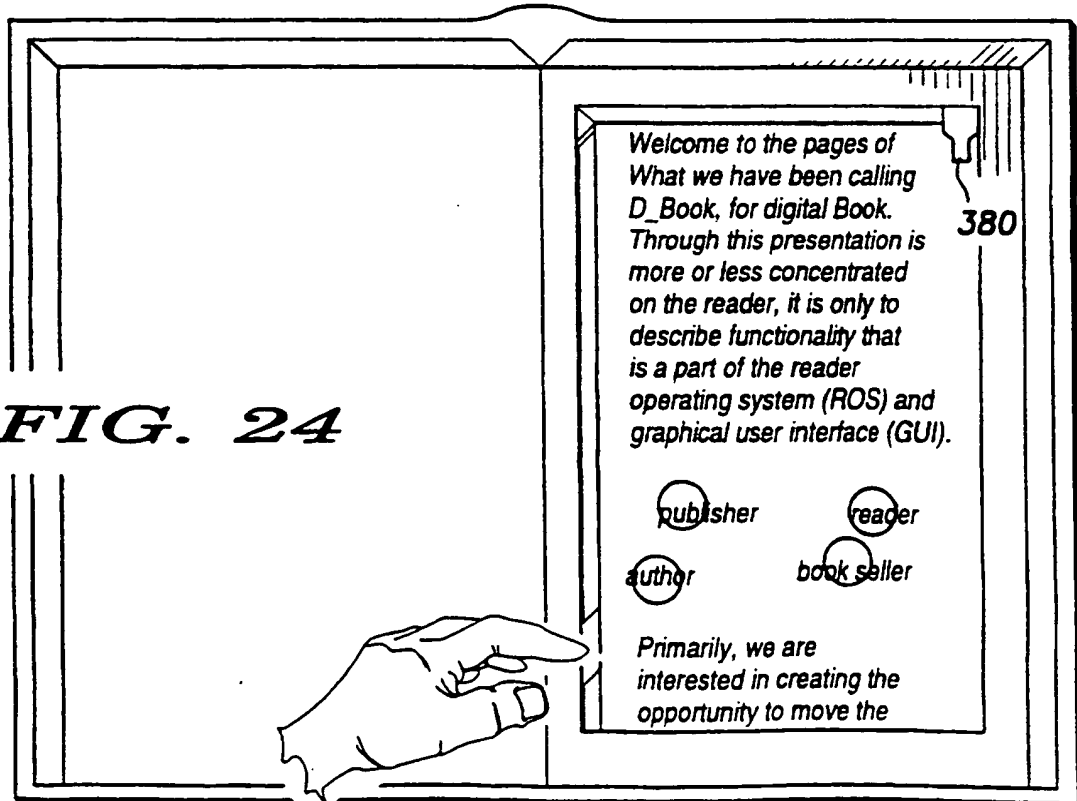 Welcome to the pages of
What we have been calling
D_Book, for digital Book.
380
Through this presentation is
more or less concentrated
on the reader, it is only to
describe functionality that
is a part of the reader
operating system (ROS) and
graphical user interface (GUI).
FIG. 24
publisher reader
author book seller
Primarily, we are
interested in creating the
opportunity to move the